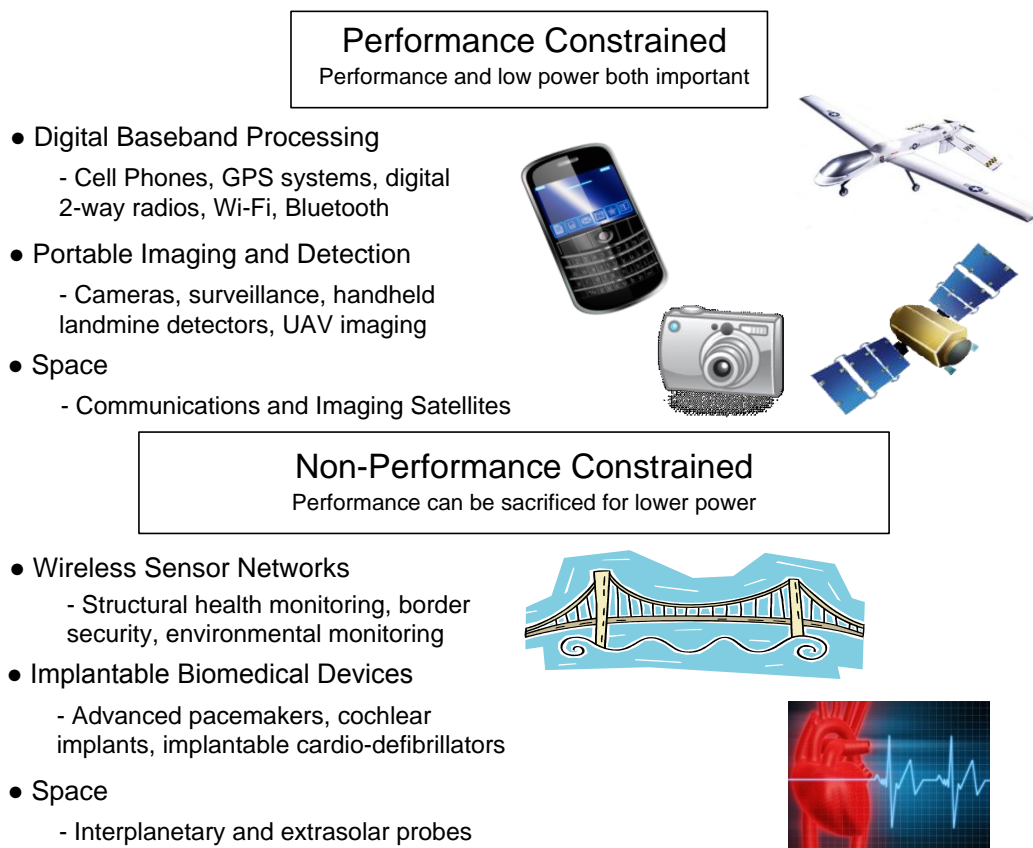 Performance Constrained
Performance and low power both important
● Digital Baseband Processing
- Cell Phones, GPS systems, digital
2-way radios, Wi-Fi, Bluetooth
● Portable Imaging and Detection
- Cameras, surveillance, handheld
landmine detectors, UAV imaging
● Space
- Communications and Imaging Satellites
Non-Performance Constrained
Performance can be sacrificed for lower power
● Wireless Sensor Networks
- Structural health monitoring, border
security, environmental monitoring
● Implantable Biomedical Devices
- Advanced pacemakers, cochlear
implants, implantable cardio-defibrillators
● Space
- Interplanetary and extrasolar probes